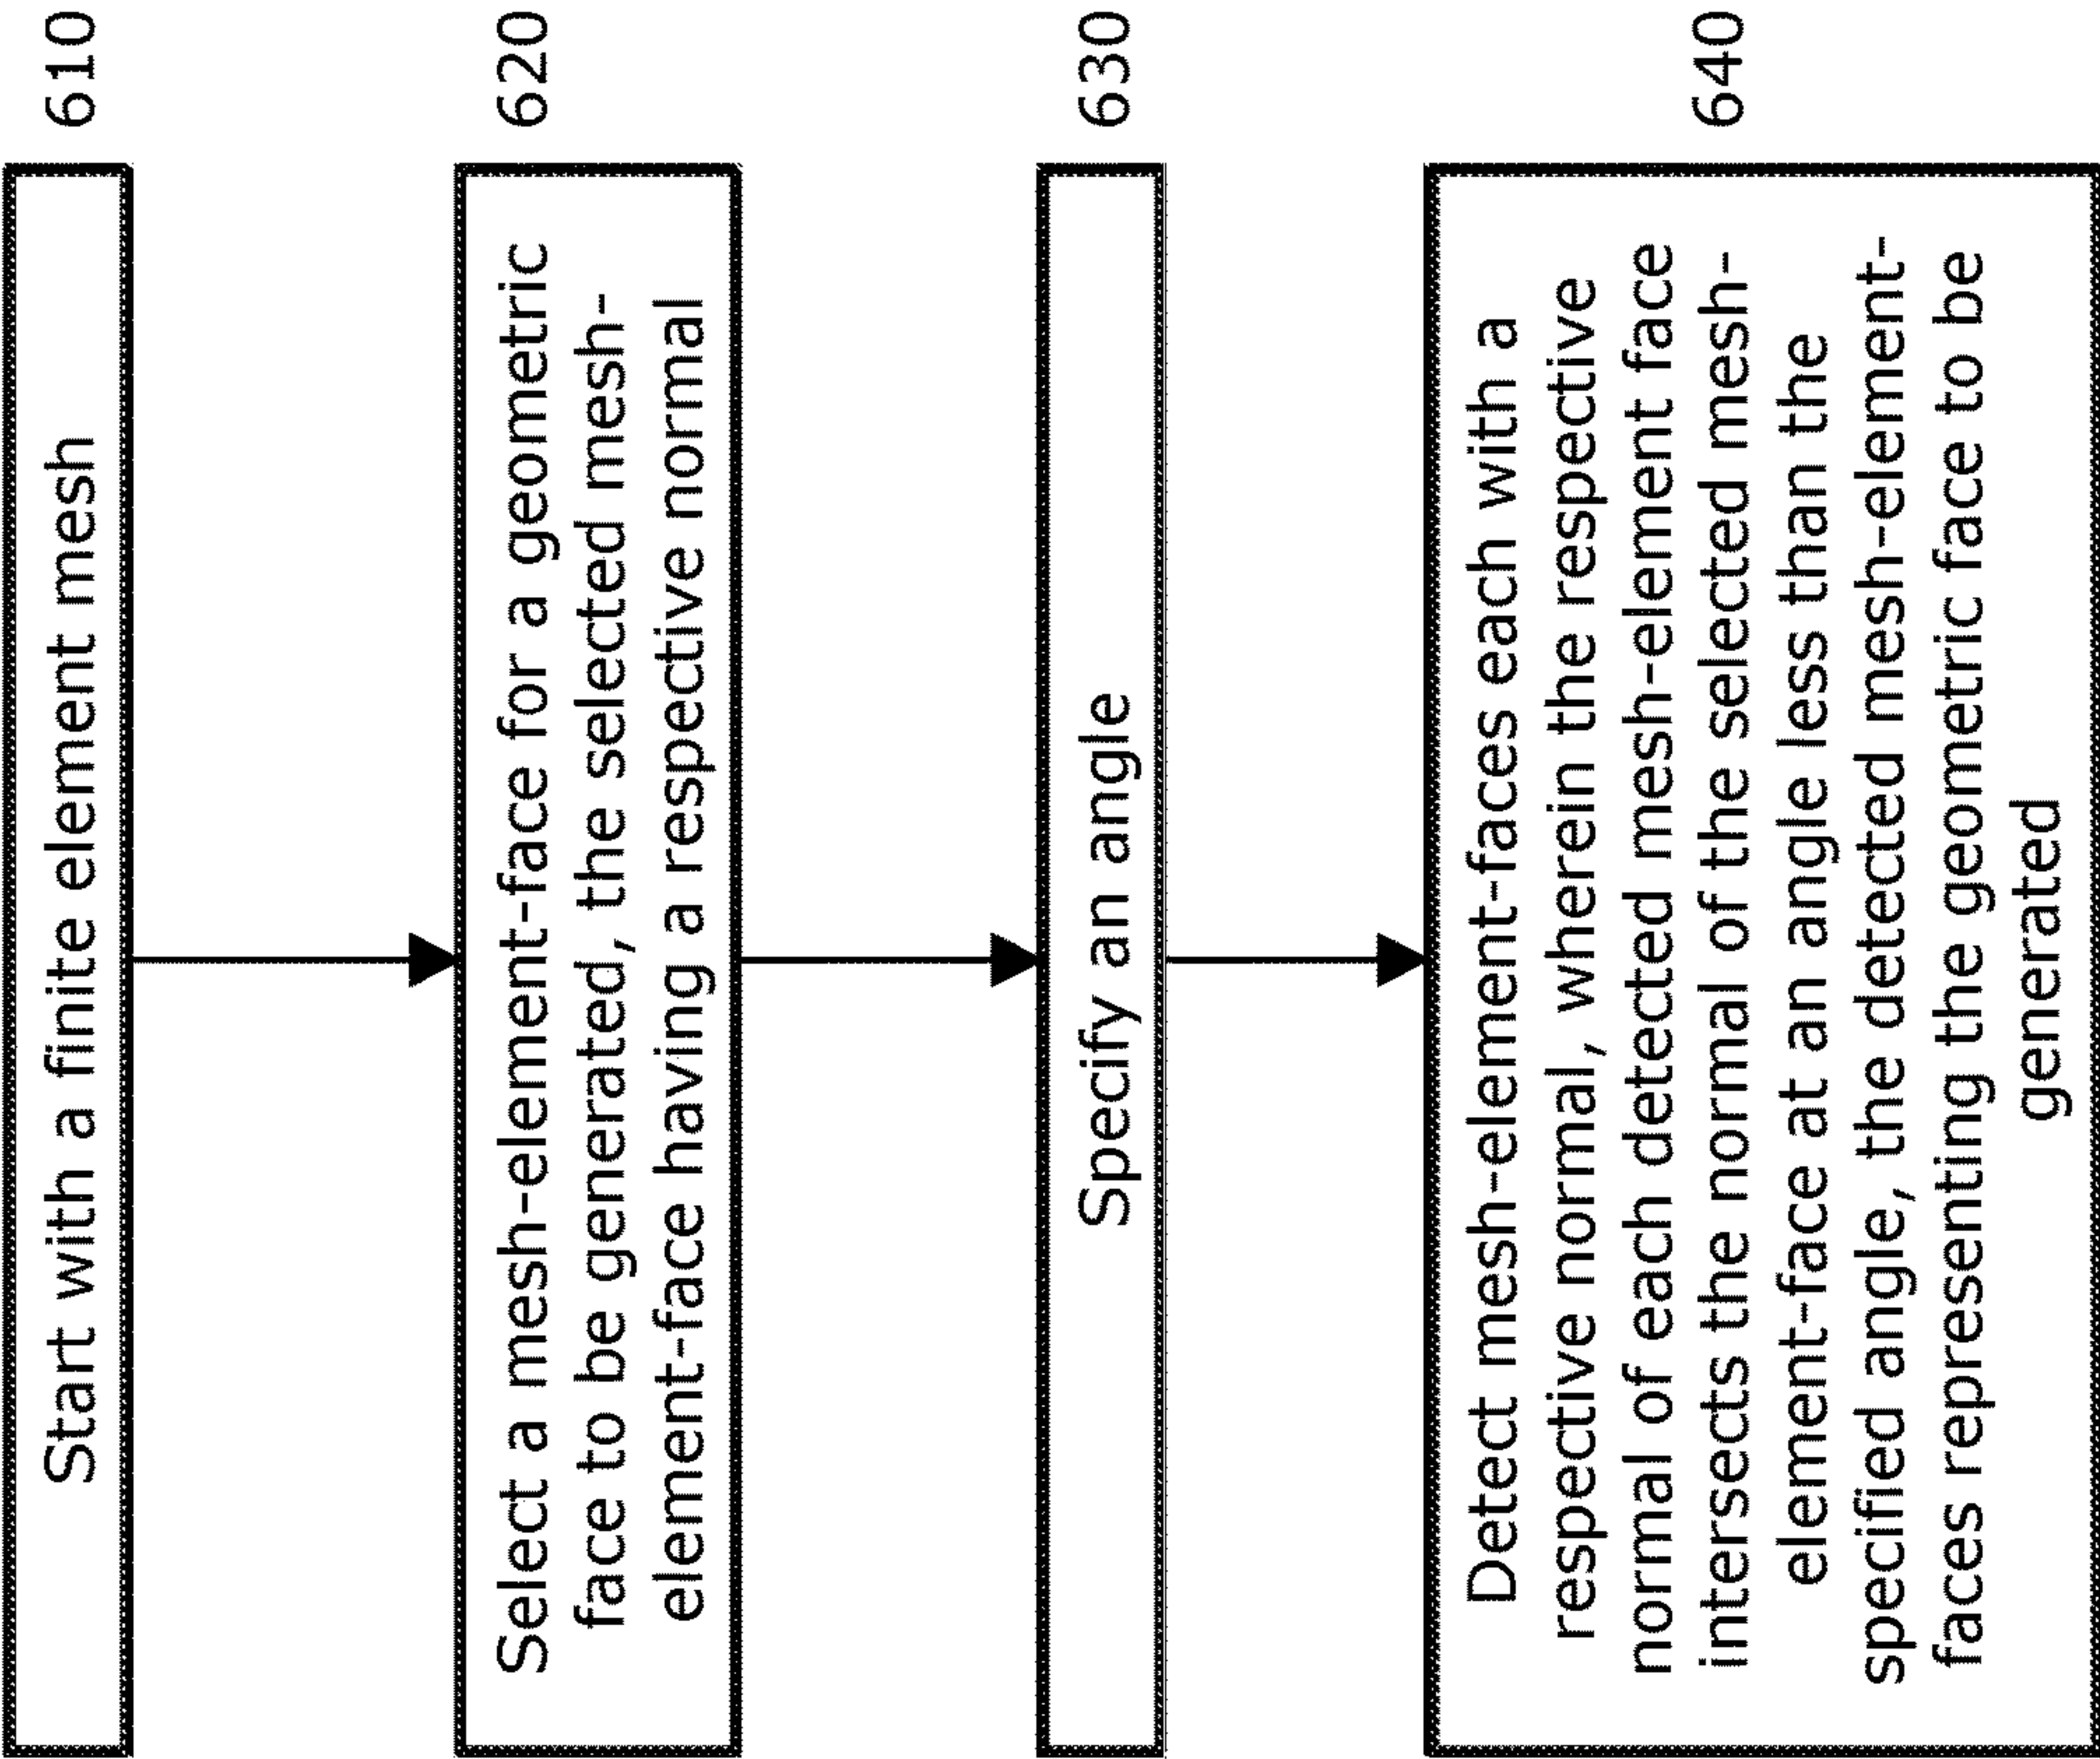 Start with a finite element mesh
610
Select a mesh-element-face for a geometric
face to be generated, the selected mesh-
element-face having a respective normal
620
Specify an angle
630
Detect mesh-element-faces each with a
respective normal, wherein the respective
normal of each detected mesh-element face
intersects the normal of the selected mesh-
element-face at an angle less than the
specified angle, the detected mesh-element-
faces representing the geometric face to be
generated
640